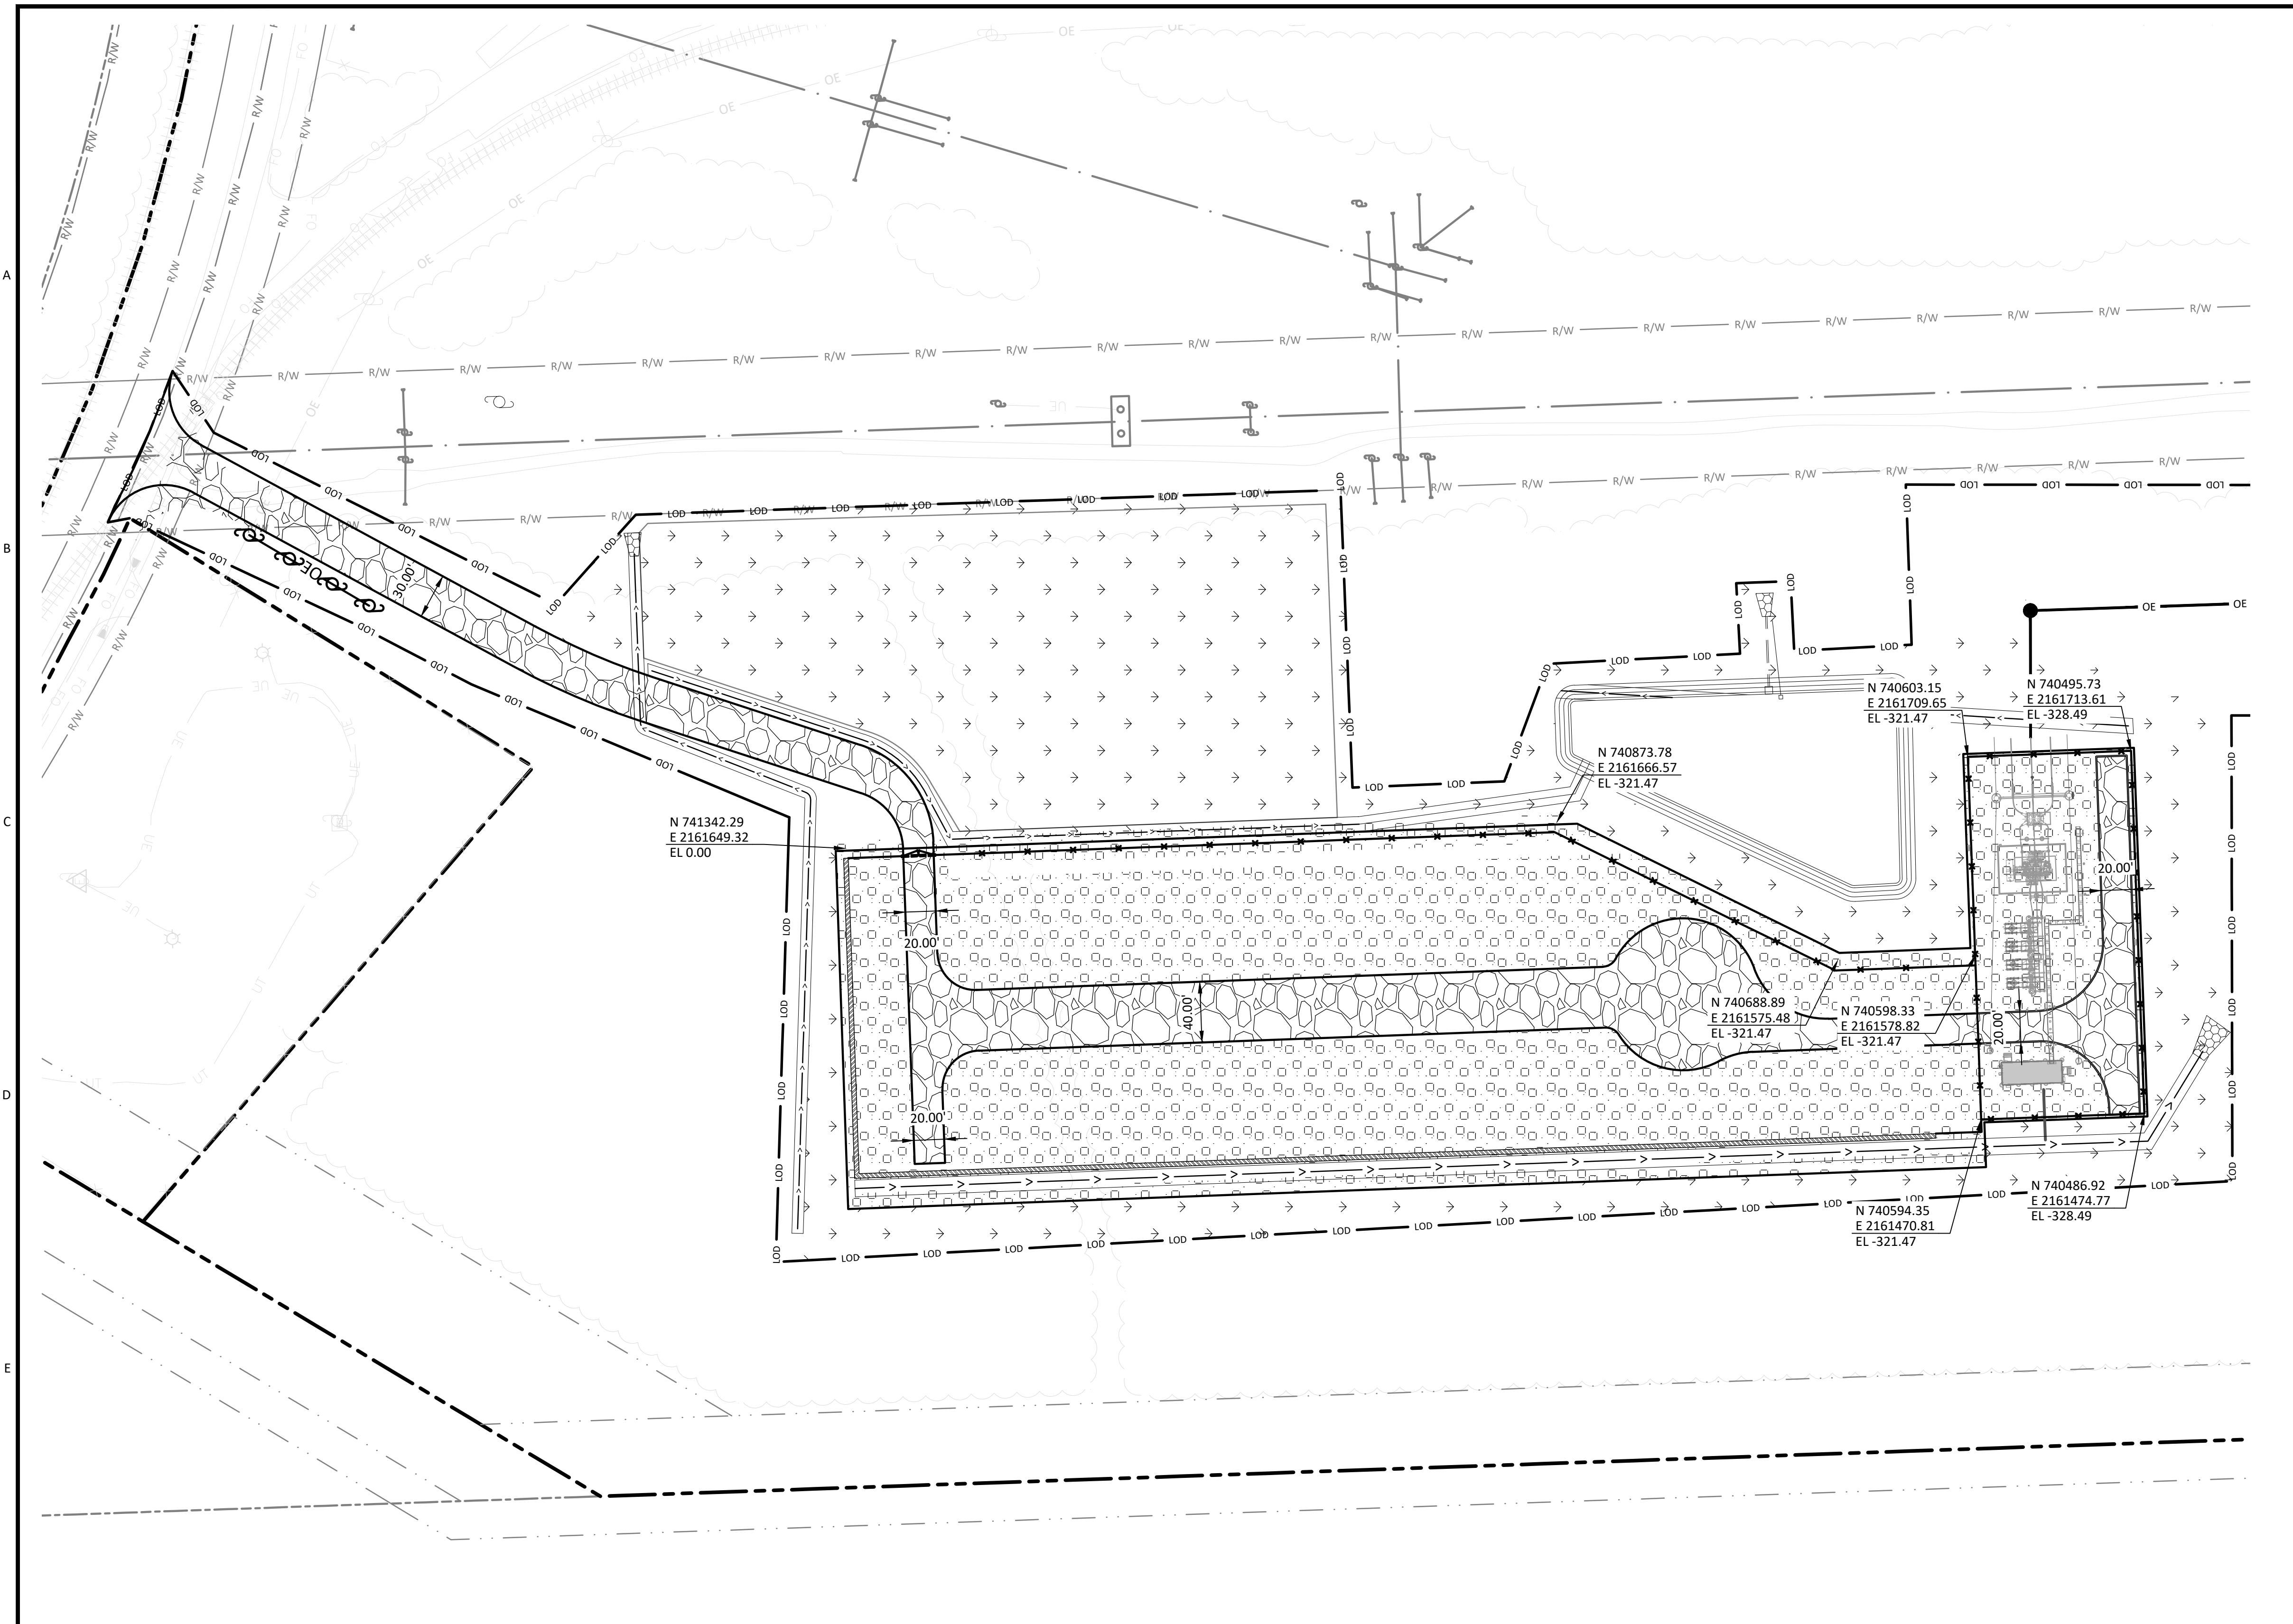 A
B
C
D
E
R/W
FO
OE
UE
UT
LOD
OE
30.00'
N 740603.15
E 2161709.65
EL -321.47
N 740495.73
E 2161713.61
EL -328.49
N 740873.78
E 2161666.57
EL -321.47
N 741342.29
E 2161649.32
EL 0.00
20.00'
20.00'
40.00'
N 740688.89
E 2161575.48
EL -321.47
N 740598.33
E 2161578.82
EL -321.47
20.00'
20.00'
N 740486.92
E 2161474.77
EL -328.49
N 740594.35
E 2161470.81
EL -321.47